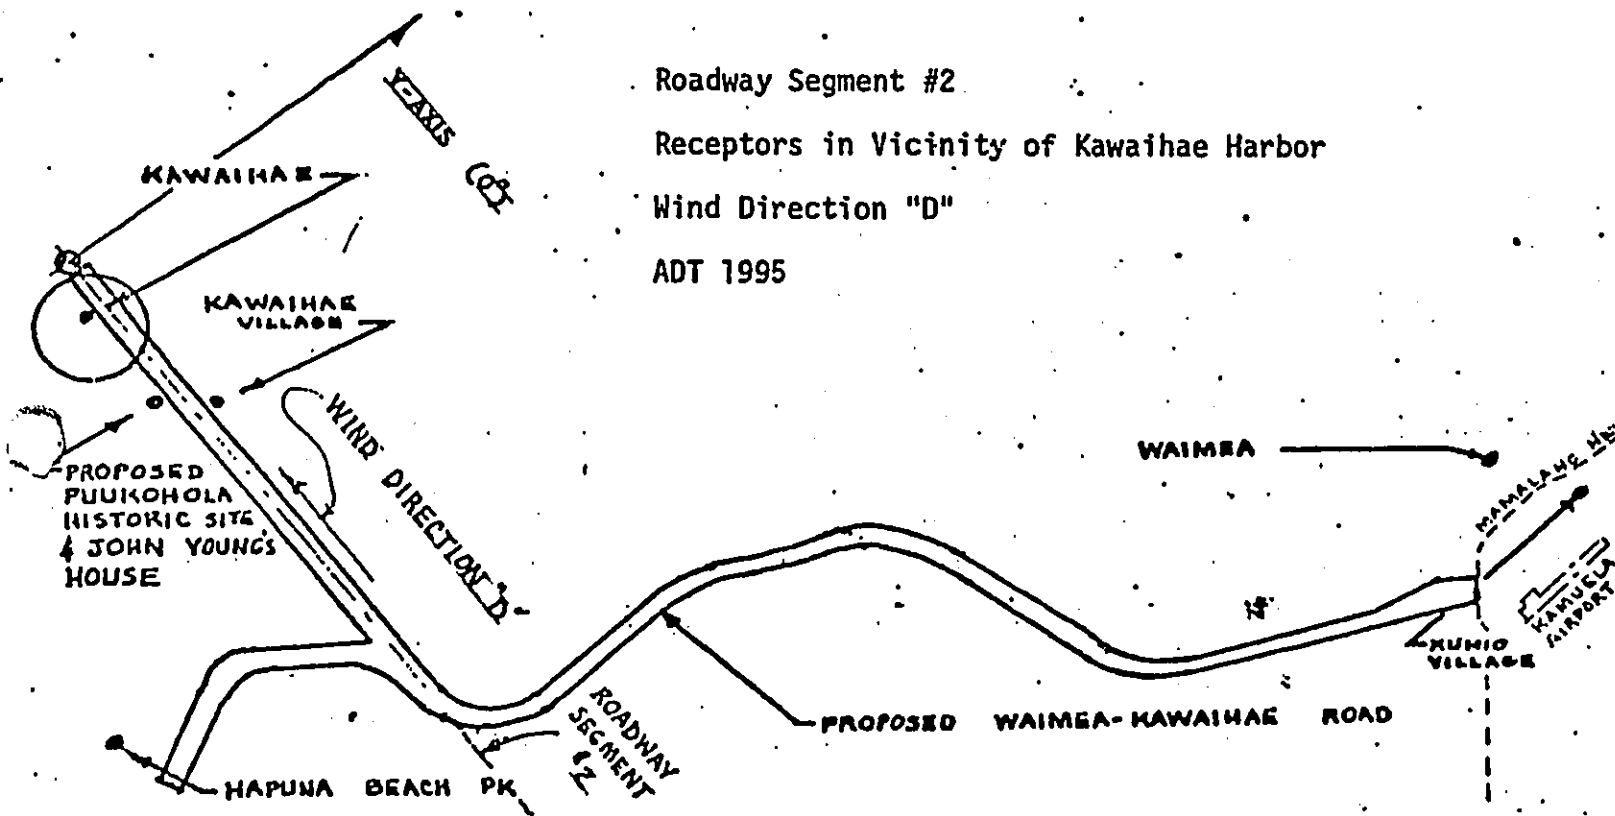 Roadway Segment #2
Receptors in Vicinity of Kawaihae Harbor
Wind Direction "D"
ADT 1995
Y-AXIS
KAWAIHAE
KAWAIHAE
VILLAGE
WIND DIRECTION "D"
PROPOSED
PUUKOHOLA
HISTORIC SITE
& JOHN YOUNG'S
HOUSE
WAIMEA
MAMALAHOA
KAMUELA
AIRPORT
KUHIO
VILLAGE
PROPOSED WAIMEA-KAWAIHAE ROAD
ROADWAY
SEGMENT
#2
HAPUNA BEACH PK